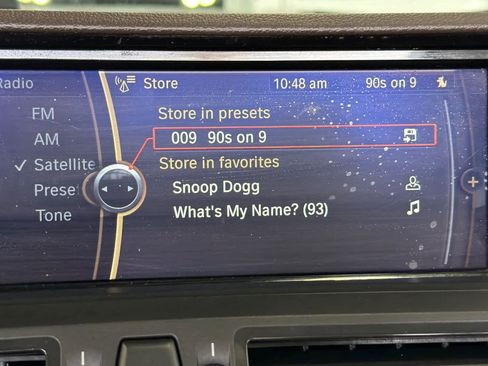 Radio
Store 10:48 am 90s on 9
FM
AM
✓ Satellite
Preset
Tone
Store in presets
009 90s on 9
Store in favorites
Snoop Dogg
What's My Name? (93)